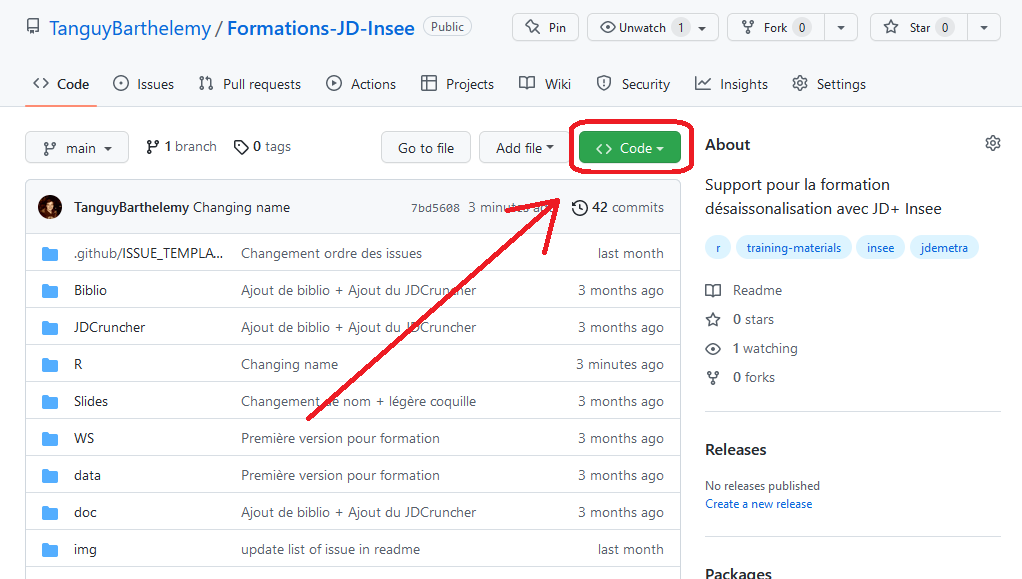 TanguyBarthelemy / Formations-JD-Insee Public Pin Unwatch 1 Fork 0 Star 0
<> Code Issues Pull requests Actions Projects Wiki Security Insights Settings
main 1 branch 0 tags Go to file Add file <> Code
TanguyBarthelemy Changing name 7bd5608 3 minutes ago 42 commits
.github/ISSUE_TEMPLA... Changement ordre des issues last month
Biblio Ajout de biblio + Ajout du JDCruncher 3 months ago
JDCruncher Ajout de biblio + Ajout du JDCruncher 3 months ago
R Changing name 3 minutes ago
Slides Changement de nom + légère coquille 3 months ago
WS Première version pour formation 3 months ago
data Première version pour formation 3 months ago
doc Ajout de biblio + Ajout du JDCruncher 3 months ago
img update list of issue in readme last month
About
Support pour la formation
désaissonalisation avec JD+ Insee
r training-materials insee jdemetra
Readme
0 stars
1 watching
0 forks
Releases
No releases published
Create a new release
Packages